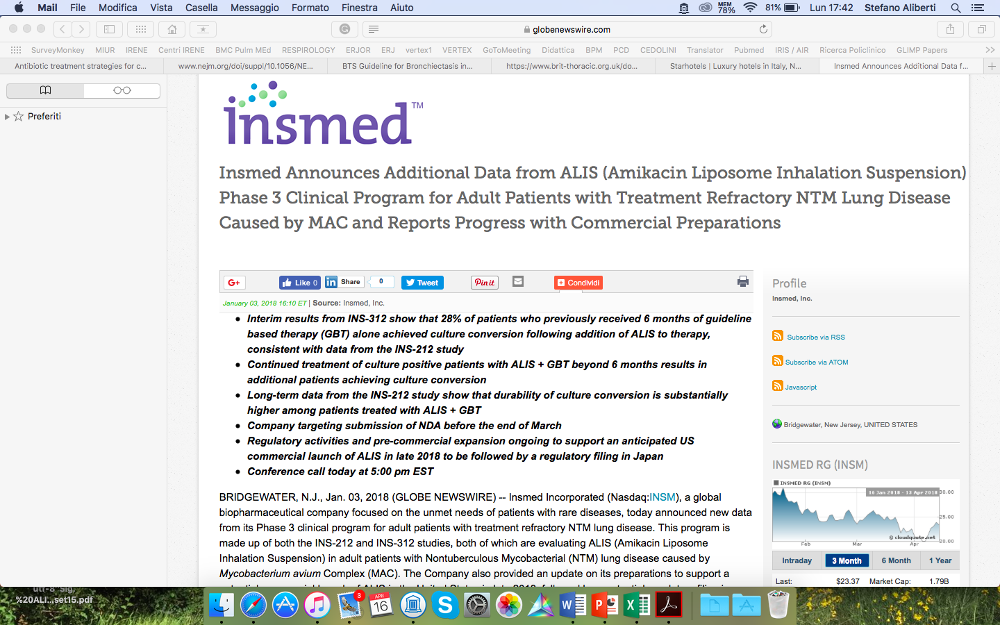 Mail File Modifica Vista Casella Messaggio Formato Finestra Aiuto MEM 78% 81% Lun 17:42 Stefano Aliberti
globenewswire.com
SurveyMonkey MIUR IRENE Centri IRENE BMC Pulm MEd RESPIROLOGY ERJOR ERJ vertex1 VERTEX GoToMeeting Didattica BPM PCD CEDOLINI Translator Pubmed IRIS / AIR Ricerca Policlinico GLIMP Papers
Antibiotic treatment strategies for c... www.nejm.org/doi/suppl/10.1056/NE... BTS Guideline for Bronchiectasis in... https://www.brit-thoracic.org.uk/do... Starhotels | Luxury hotels in Italy, N... Insmed Announces Additional Data f...
Preferiti
insmed™
Insmed Announces Additional Data from ALIS (Amikacin Liposome Inhalation Suspension)
Phase 3 Clinical Program for Adult Patients with Treatment Refractory NTM Lung Disease
Caused by MAC and Reports Progress with Commercial Preparations
G+ Like 0 in Share 0 Tweet Pin it Condividi
January 03, 2018 16:10 ET | Source: Insmed, Inc.
• Interim results from INS-312 show that 28% of patients who previously received 6 months of guideline
based therapy (GBT) alone achieved culture conversion following addition of ALIS to therapy,
consistent with data from the INS-212 study
• Continued treatment of culture positive patients with ALIS + GBT beyond 6 months results in
additional patients achieving culture conversion
• Long-term data from the INS-212 study show that durability of culture conversion is substantially
higher among patients treated with ALIS + GBT
• Company targeting submission of NDA before the end of March
• Regulatory activities and pre-commercial expansion ongoing to support an anticipated US
commercial launch of ALIS in late 2018 to be followed by a regulatory filing in Japan
• Conference call today at 5:00 pm EST
BRIDGEWATER, N.J., Jan. 03, 2018 (GLOBE NEWSWIRE) -- Insmed Incorporated (Nasdaq:INSM), a global
biopharmaceutical company focused on the unmet needs of patients with rare diseases, today announced new data
from its Phase 3 clinical program for adult patients with treatment refractory NTM lung disease. This program is
made up of both the INS-212 and INS-312 studies, both of which are evaluating ALIS (Amikacin Liposome
Inhalation Suspension) in adult patients with Nontuberculous Mycobacterial (NTM) lung disease caused by
Mycobacterium avium Complex (MAC). The Company also provided an update on its preparations to support a
Profile
Insmed, Inc.
Subscribe via RSS
Subscribe via ATOM
Javascript
Bridgewater, New Jersey, UNITED STATES
INSMED RG (INSM)
INSMED RG (INSM)
16 Jan 2018 - 13 Apr 2018 30.00
25.00
© cloudquote.net 20.00
Feb Mar Apr
Intraday 3 Month 6 Month 1 Year
Last: $23.37 Market Cap: 1.79B
utf-8''Sig.
%20ALI...set15.pdf
3
APR
16
S W P X